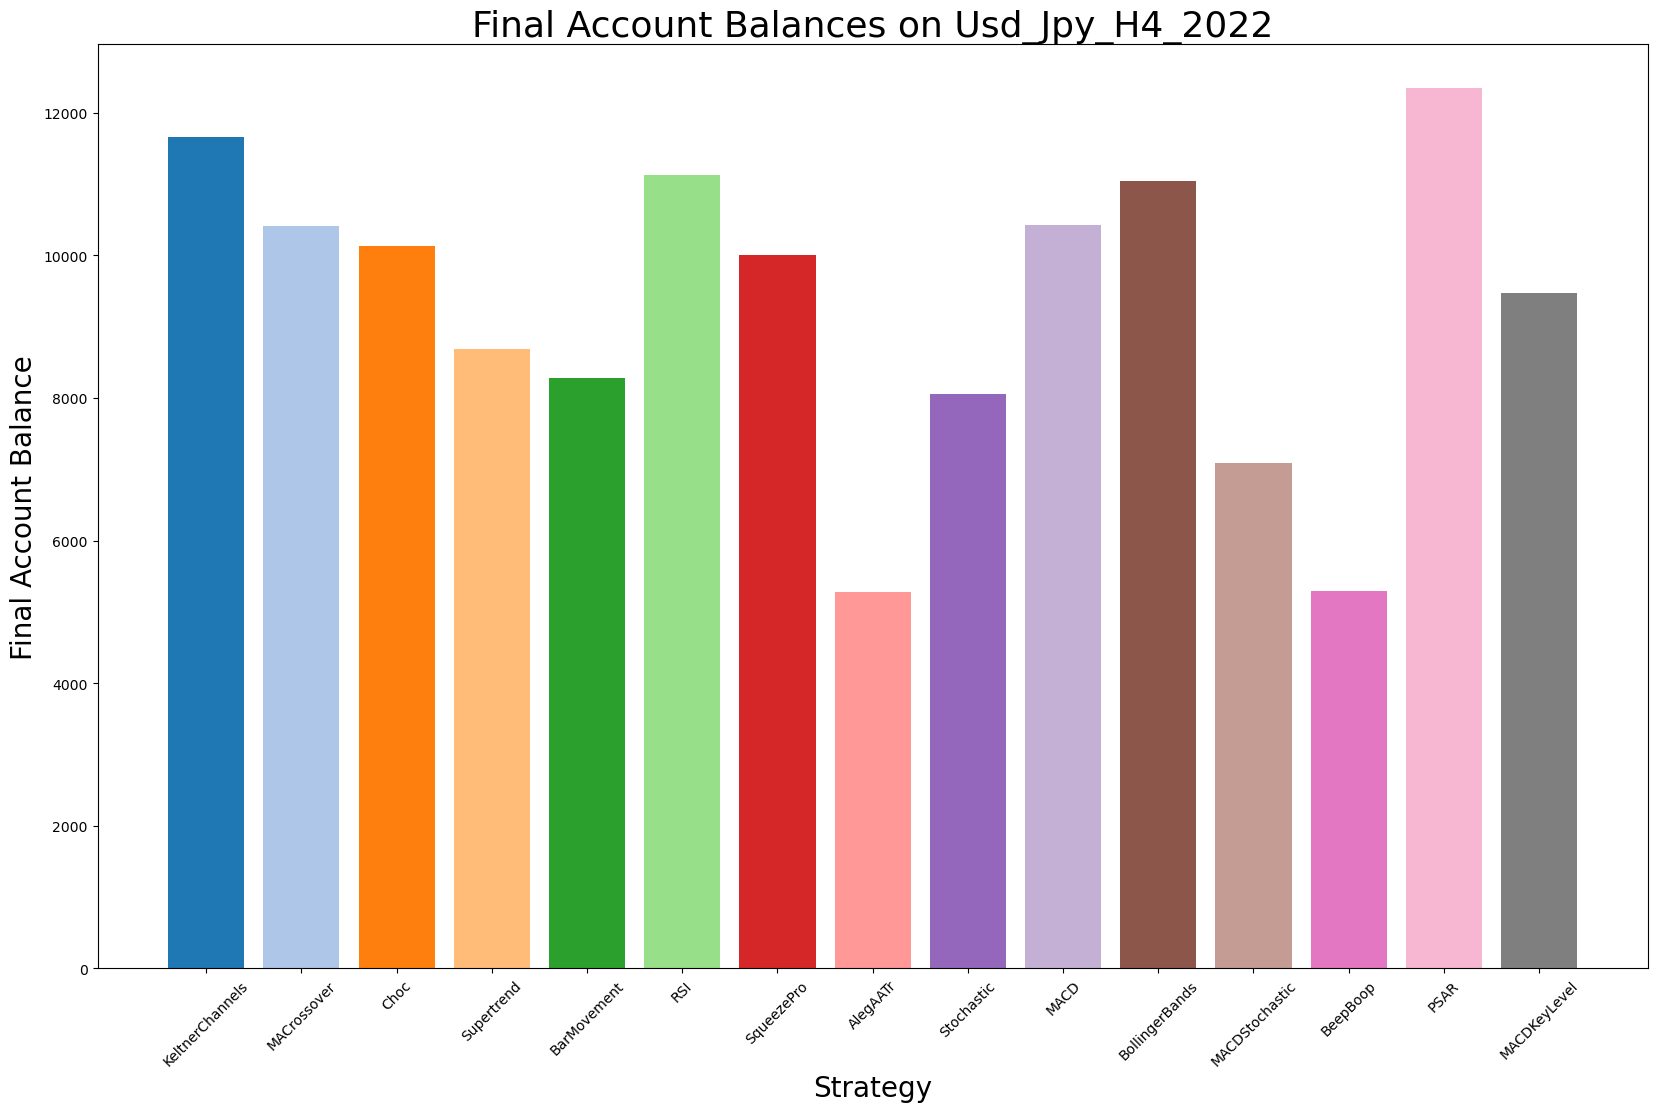 Final Account Balances on Usd_Jpy_H4_2022
Final Account Balance
12000
10000
8000
6000
4000
2000
0
KeltnerChannels
MACrossover
Choc
Supertrend
BarMovement
RSI
SqueezePro
AlegAATr
Stochastic
MACD
BollingerBands
MACDStochastic
BeepBoop
PSAR
MACDKeyLevel
Strategy